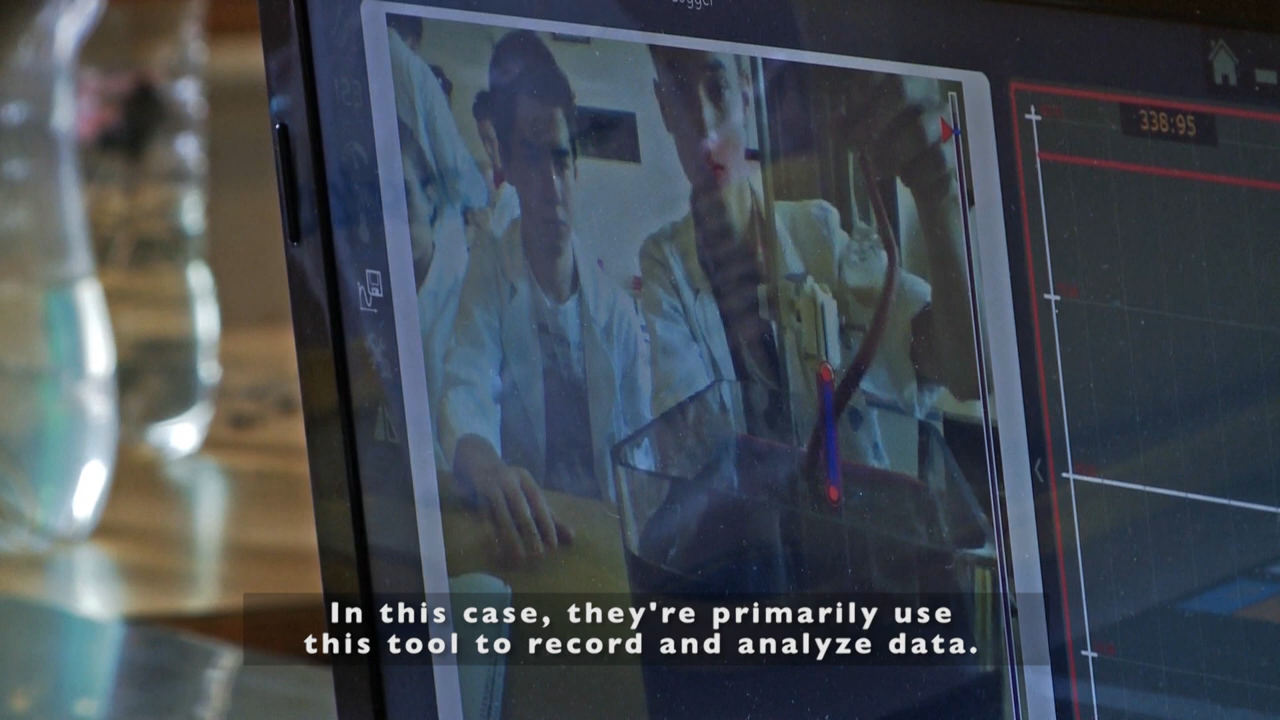 338:95
In this case, they're primarily use
this tool to record and analyze data.